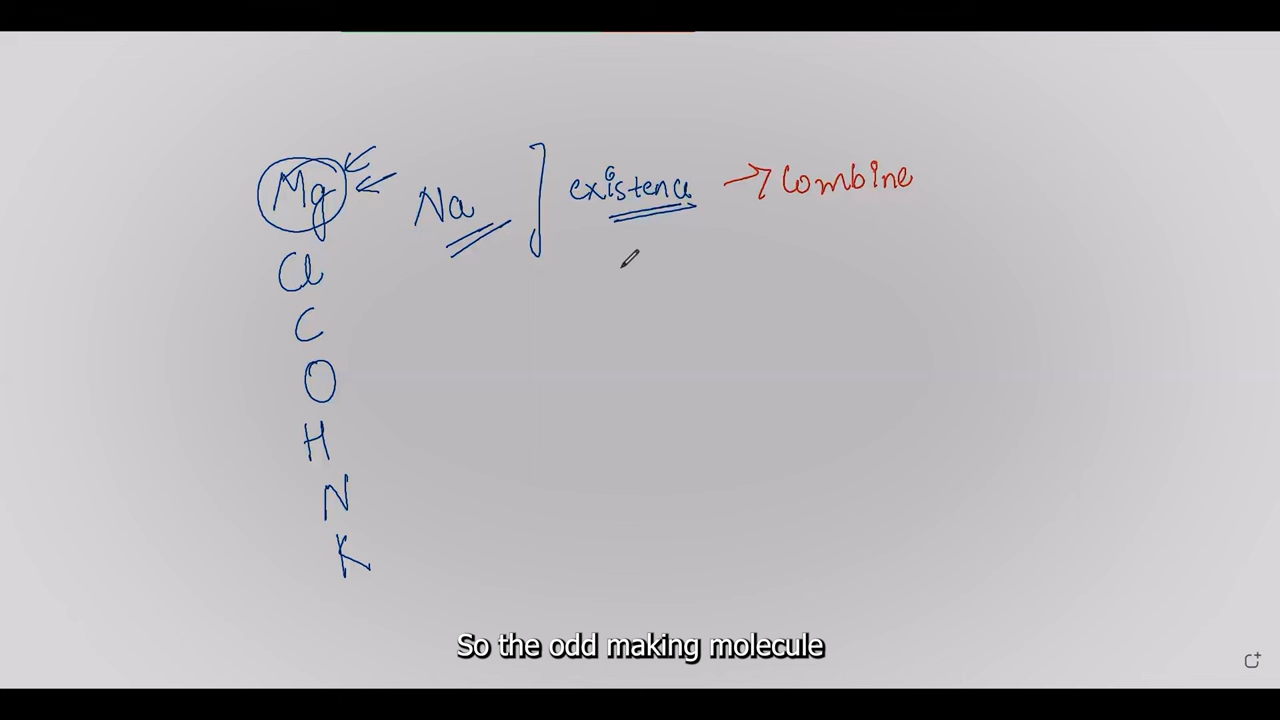 Mg Na ] existence → Combine
Cl
C
O
H
N
K
So the odd making molecule